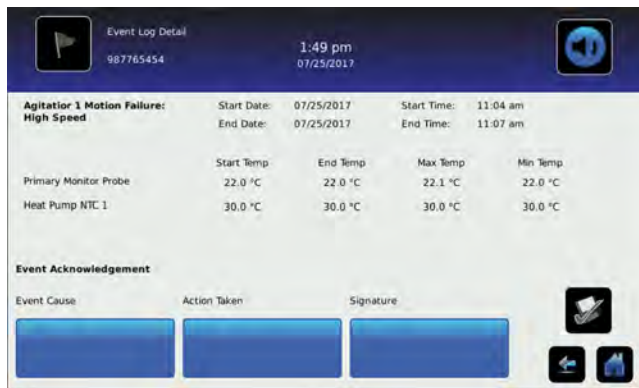 Event Log Detail
987765454
1:49 pm
07/25/2017
Agitatior 1 Motion Failure: Start Date: 07/25/2017 Start Time: 11:04 am
High Speed End Date: 07/25/2017 End Time: 11:07 am
Start Temp End Temp Max Temp Min Temp
Primary Monitor Probe 22.0 °C 22.0 °C 22.1 °C 22.0 °C
Heat Pump NTC 1 30.0 °C 30.0 °C 30.0 °C 30.0 °C
Event Acknowledgement
Event Cause Action Taken Signature